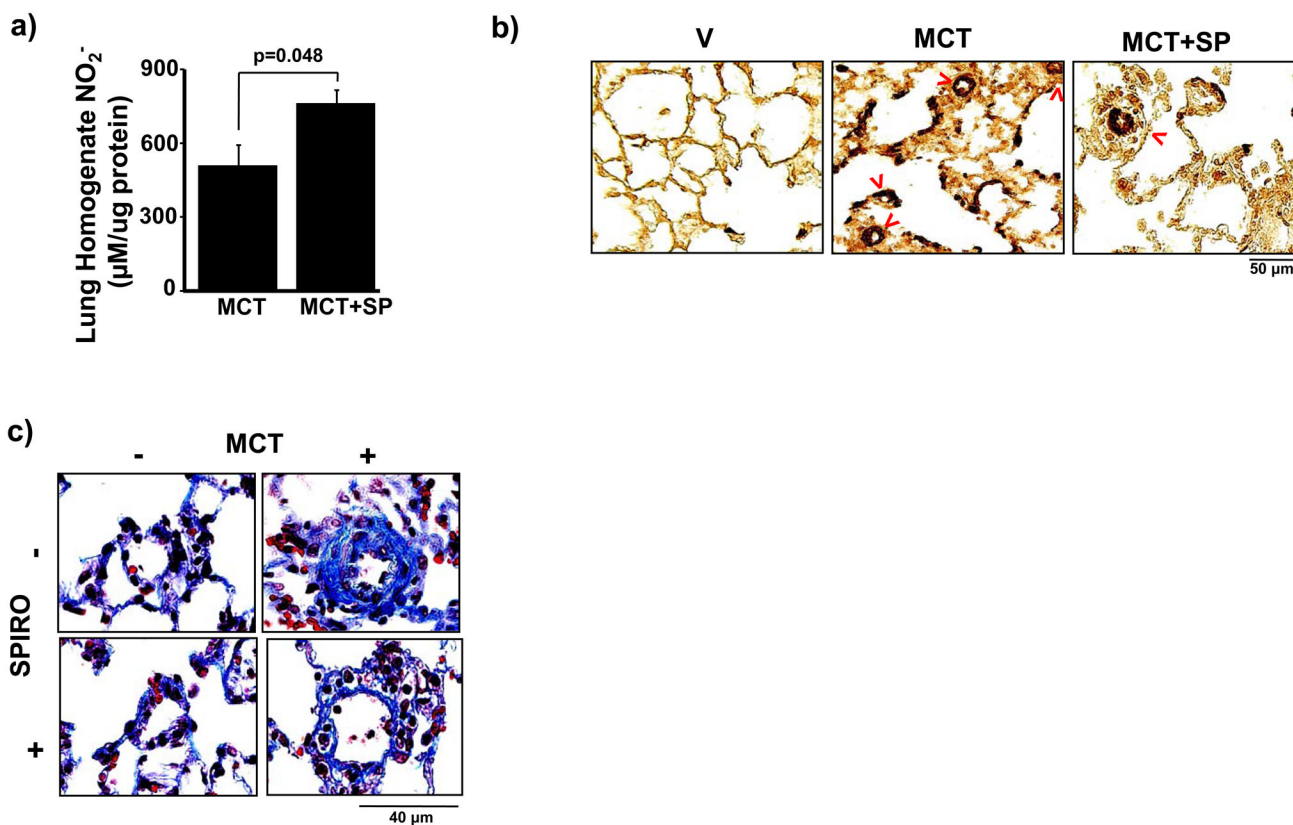 a)
p=0.048
Lung Homogenate NO₂⁻
(µM/ug protein)
900
600
300
0
MCT MCT+SP
b)
V MCT MCT+SP
50 µm
c)
MCT
- +
SPIRO
-
+
40 µm